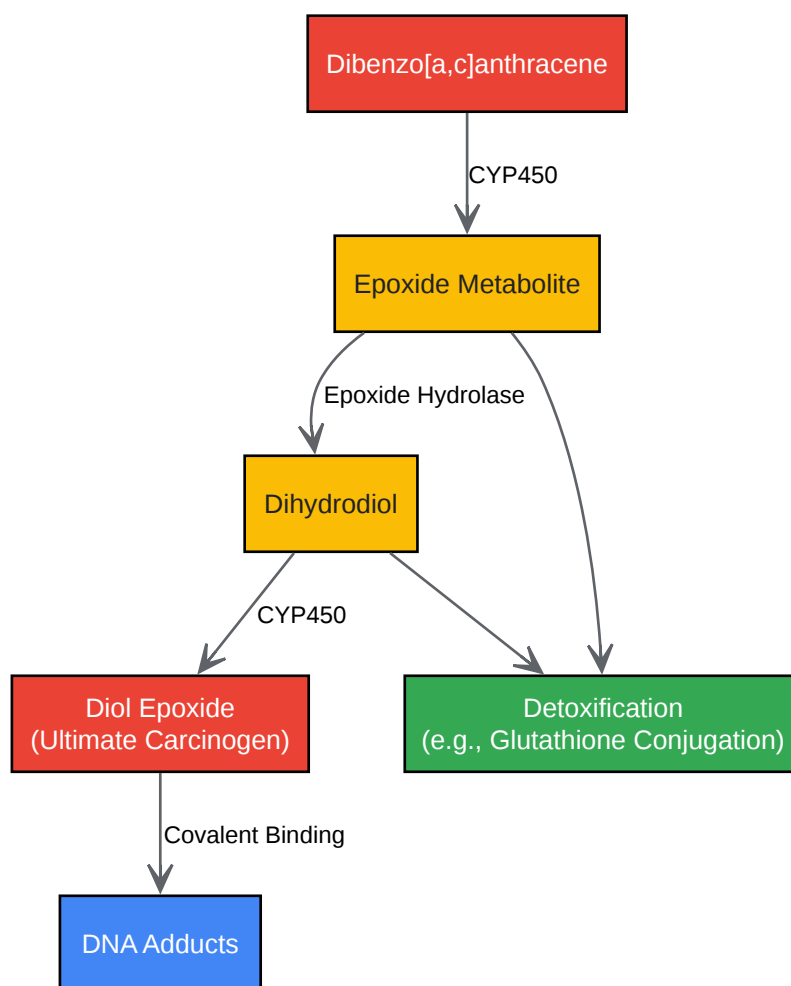 Dibenzo[a,c]anthracene
CYP450
Epoxide Metabolite
Epoxide Hydrolase
Dihydrodiol
CYP450
Diol Epoxide
(Ultimate Carcinogen)
Detoxification
(e.g., Glutathione Conjugation)
Covalent Binding
DNA Adducts